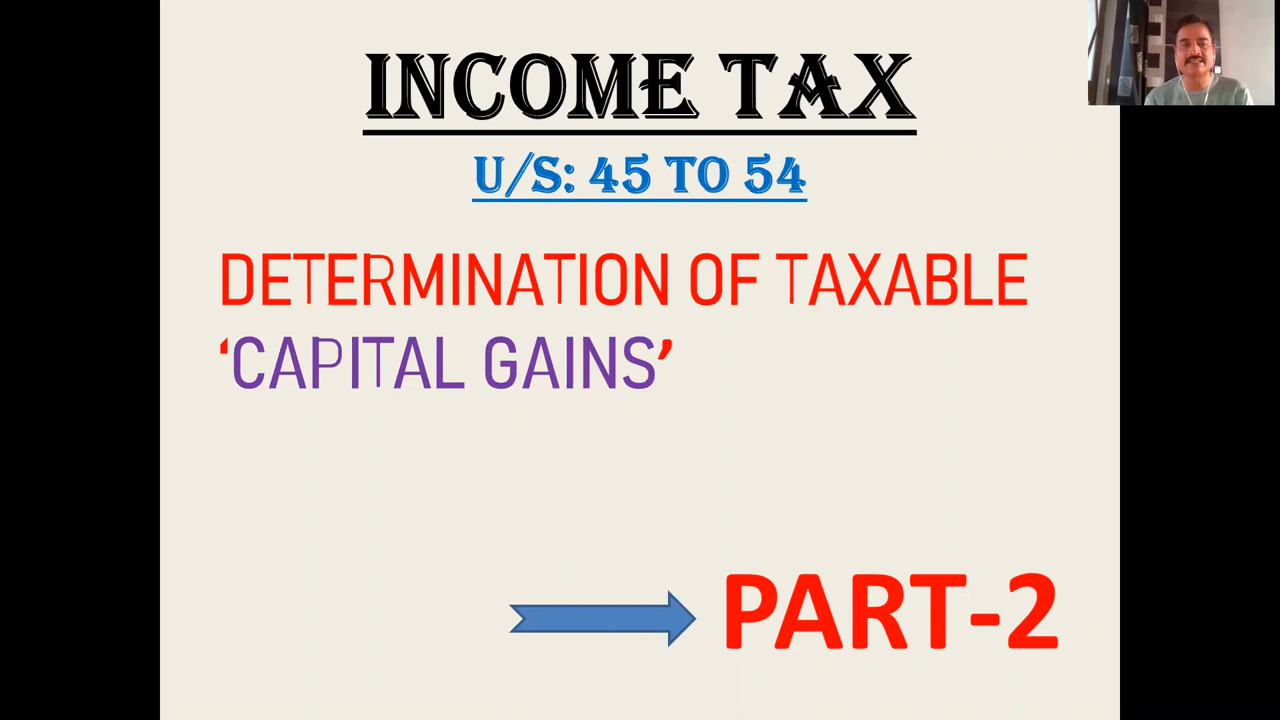 INCOME TAX
U/S: 45 TO 54
DETERMINATION OF TAXABLE
‘CAPITAL GAINS’
PART-2